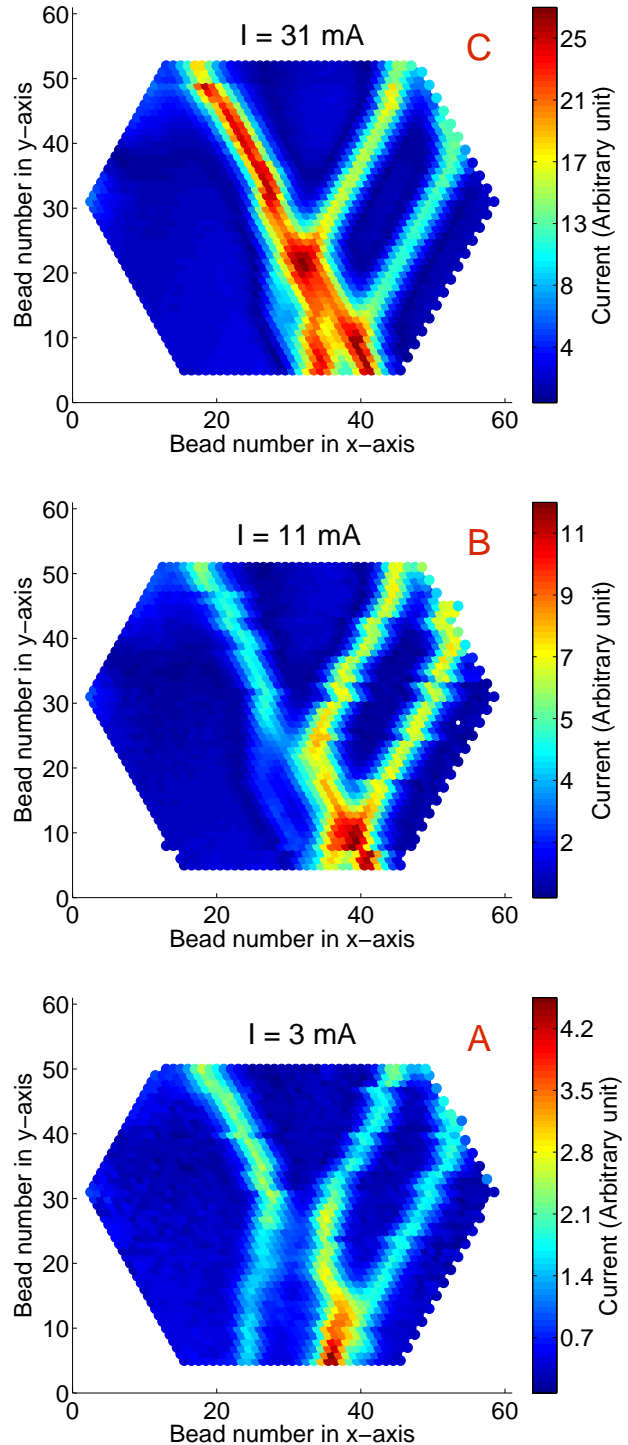 I = 31 mA
C
60
50
40
30
20
10
0
Bead number in y−axis
0 20 40 60
Bead number in x−axis
25
21
17
13
8
4
Current (Arbitrary unit)
I = 11 mA
B
60
50
40
30
20
10
0
Bead number in y−axis
0 20 40 60
Bead number in x−axis
11
9
7
5
4
2
Current (Arbitrary unit)
I = 3 mA
A
60
50
40
30
20
10
0
Bead number in y−axis
0 20 40 60
Bead number in x−axis
4.2
3.5
2.8
2.1
1.4
0.7
Current (Arbitrary unit)